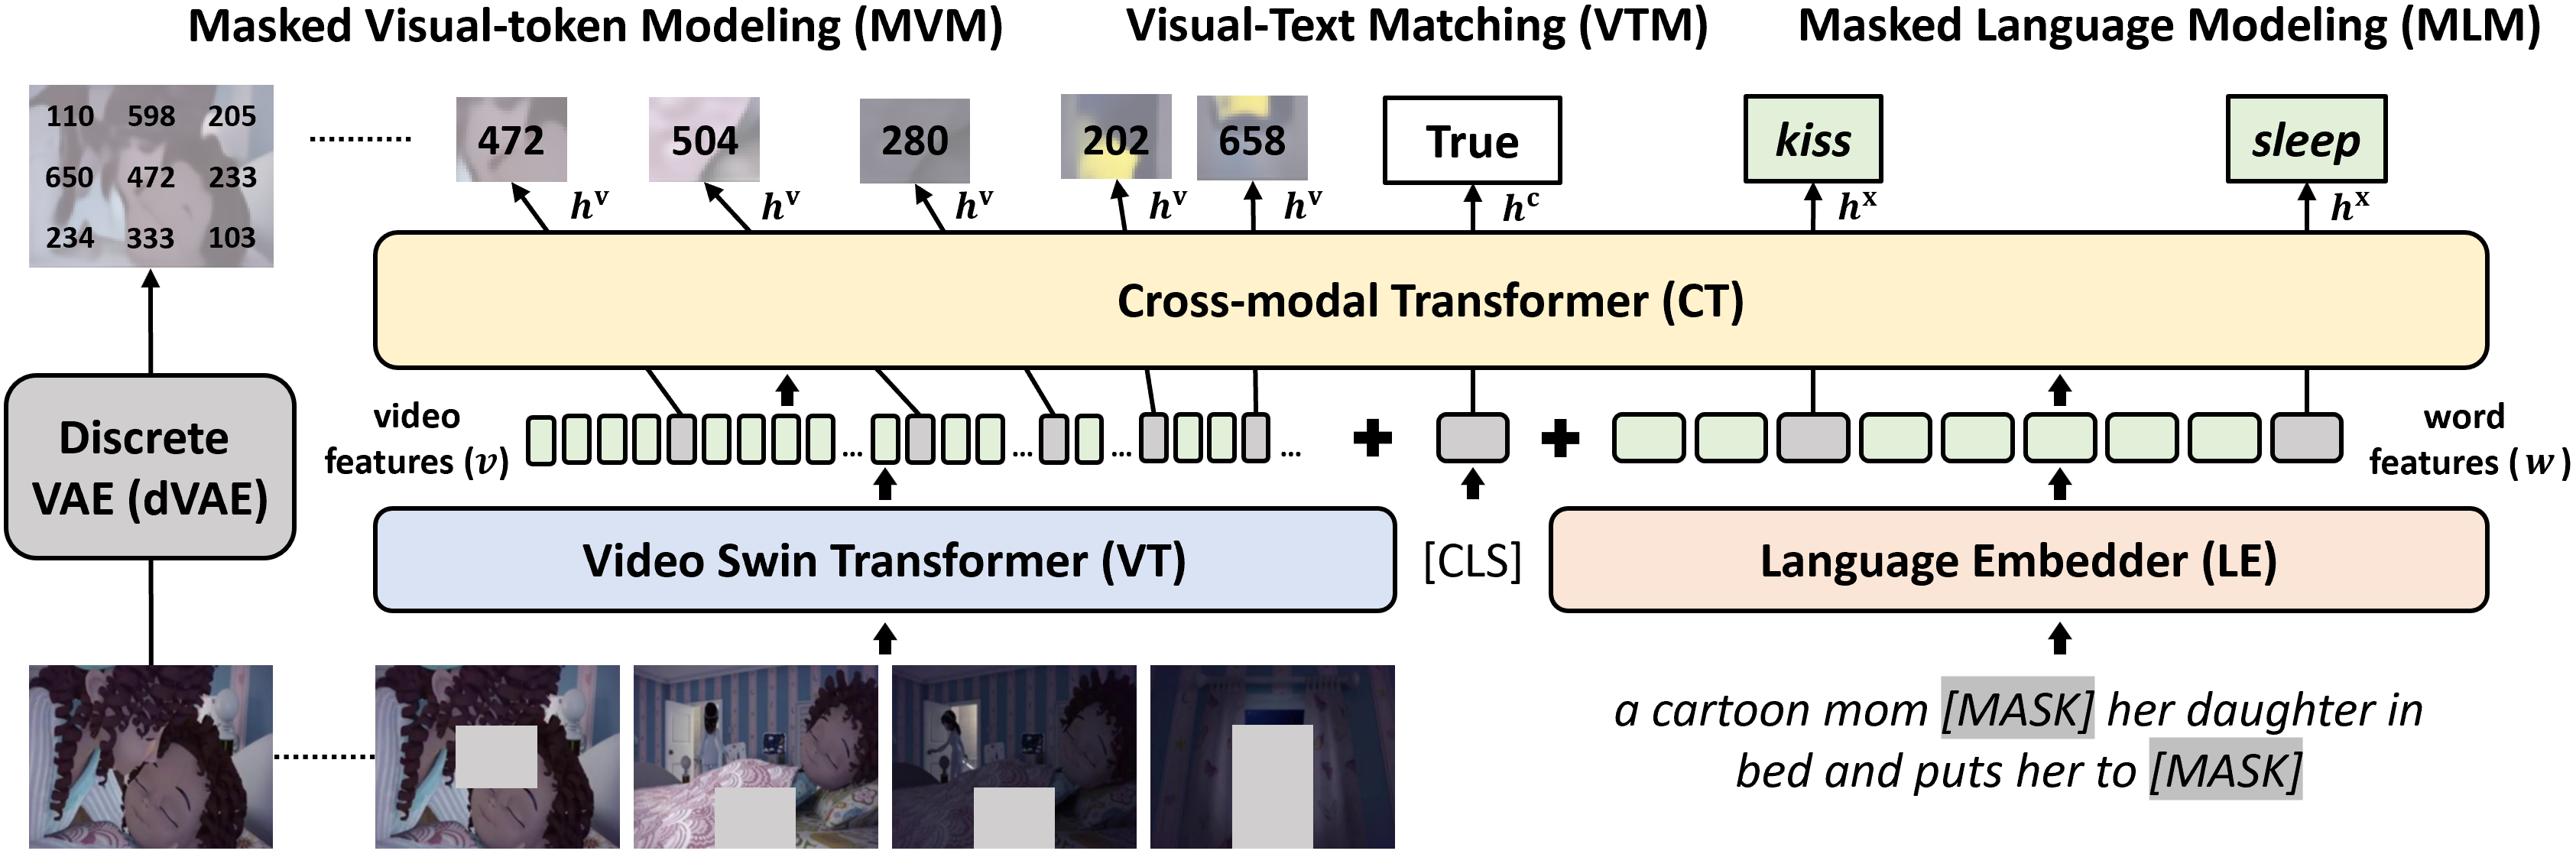 Masked Visual-token Modeling (MVM)
Visual-Text Matching (VTM)
Masked Language Modeling (MLM)
110 598 205
650 472 233
234 333 103
472
504
280
202
658
True
kiss
sleep
h^v
h^v
h^v
h^v
h^v
h^c
h^x
h^x
Cross-modal Transformer (CT)
Discrete
VAE (dVAE)
video
features (v)
...
...
...
...
word
features (w)
Video Swin Transformer (VT)
[CLS]
Language Embedder (LE)
a cartoon mom [MASK] her daughter in
bed and puts her to [MASK]